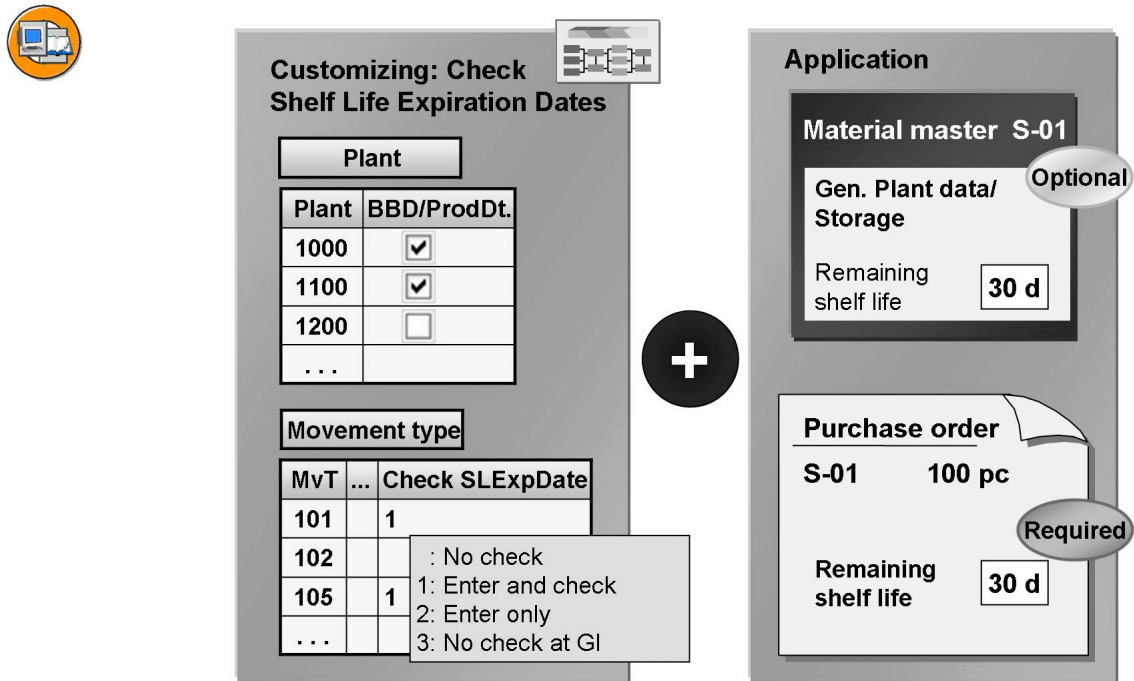 Customizing: Check
Shelf Life Expiration Dates
Plant
Plant BBD/ProdDt.
1000
1100
1200
. . .
Movement type
MvT ... Check SLExpDate
101 1
102
105 1
. . .
: No check
1: Enter and check
2: Enter only
3: No check at GI
+
Application
Material master S-01
Optional
Gen. Plant data/
Storage
Remaining
shelf life
30 d
Purchase order
S-01 100 pc
Required
Remaining
shelf life
30 d